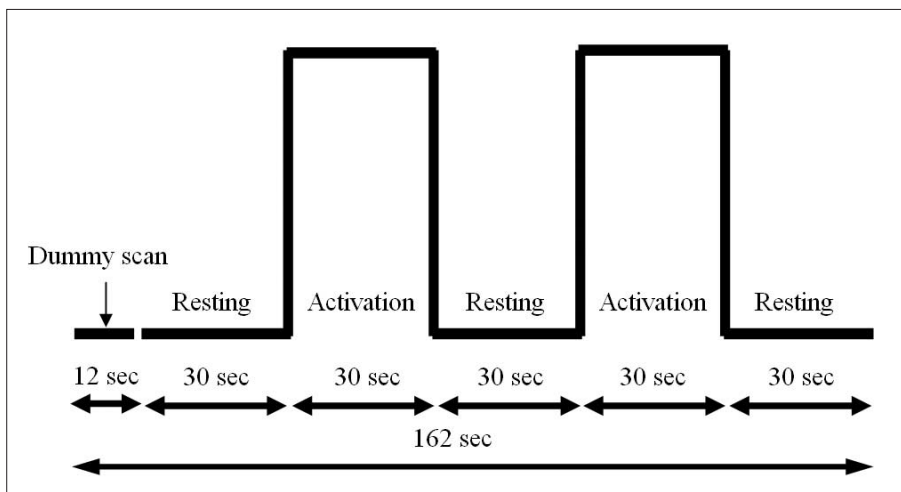 Dummy scan
Resting Activation Resting Activation Resting
12 sec 30 sec 30 sec 30 sec 30 sec 30 sec
162 sec